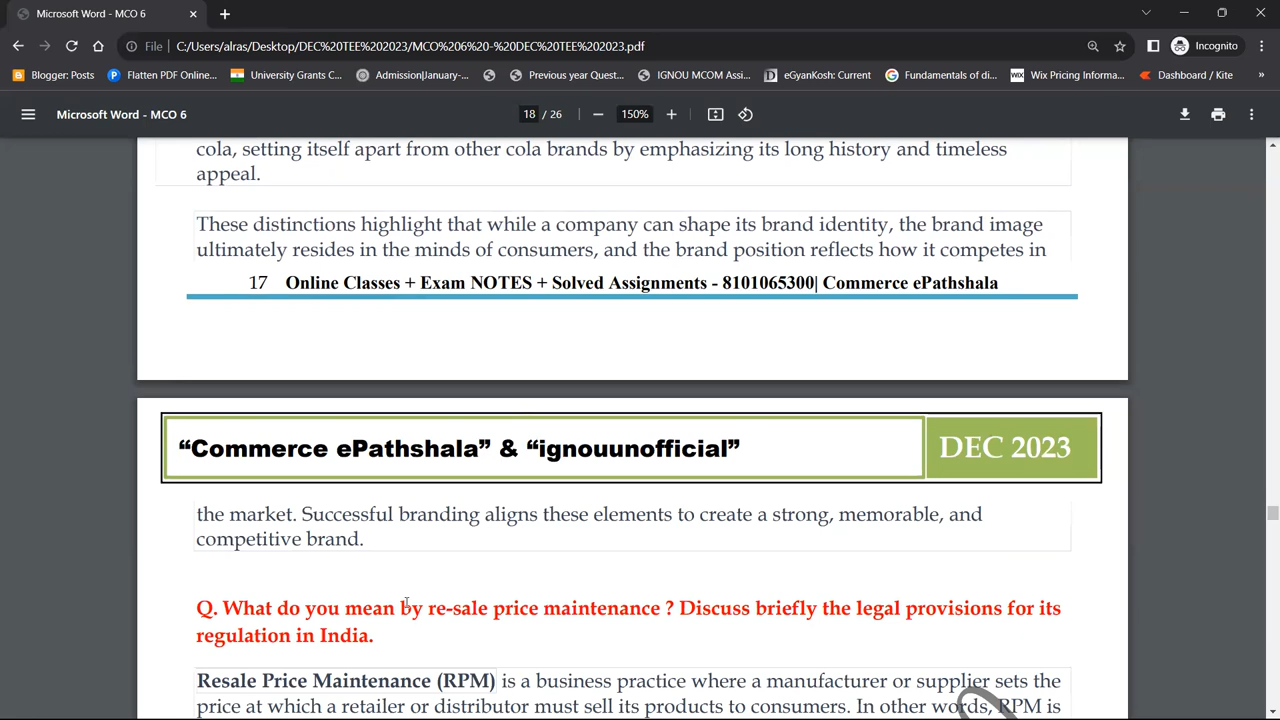 Microsoft Word - MCO 6
File
C:/Users/alras/Desktop/DEC%20TEE%202023/MCO%206%20-%20DEC%20TEE%202023.pdf
Incognito
Blogger: Posts
Flatten PDF Online...
University Grants C...
Admission|January-...
Previous year Quest...
IGNOU MCOM Assi...
eGyanKosh: Current
Fundamentals of di...
Wix Pricing Informa...
Dashboard / Kite
»
Microsoft Word - MCO 6
18 / 26
150%
cola, setting itself apart from other cola brands by emphasizing its long history and timeless
appeal.
These distinctions highlight that while a company can shape its brand identity, the brand image
ultimately resides in the minds of consumers, and the brand position reflects how it competes in
17 Online Classes + Exam NOTES + Solved Assignments - 8101065300| Commerce ePathshala
“Commerce ePathshala” & “ignouunofficial”
DEC 2023
the market. Successful branding aligns these elements to create a strong, memorable, and
competitive brand.
Q. What do you mean by re-sale price maintenance ? Discuss briefly the legal provisions for its
regulation in India.
Resale Price Maintenance (RPM) is a business practice where a manufacturer or supplier sets the
price at which a retailer or distributor must sell its products to consumers. In other words, RPM is